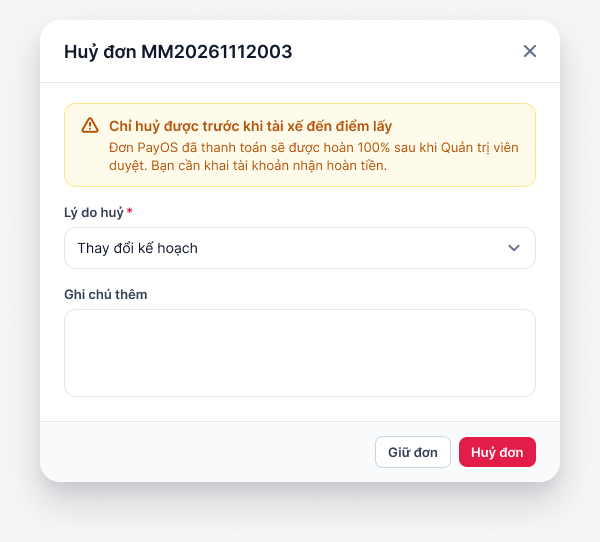 Huỷ đơn MM20261112003
Chỉ huỷ được trước khi tài xế đến điểm lấy
Đơn PayOS đã thanh toán sẽ được hoàn 100% sau khi Quản trị viên
duyệt. Bạn cần khai tài khoản nhận hoàn tiền.
Lý do huỷ *
Thay đổi kế hoạch
Ghi chú thêm
Giữ đơn
Huỷ đơn